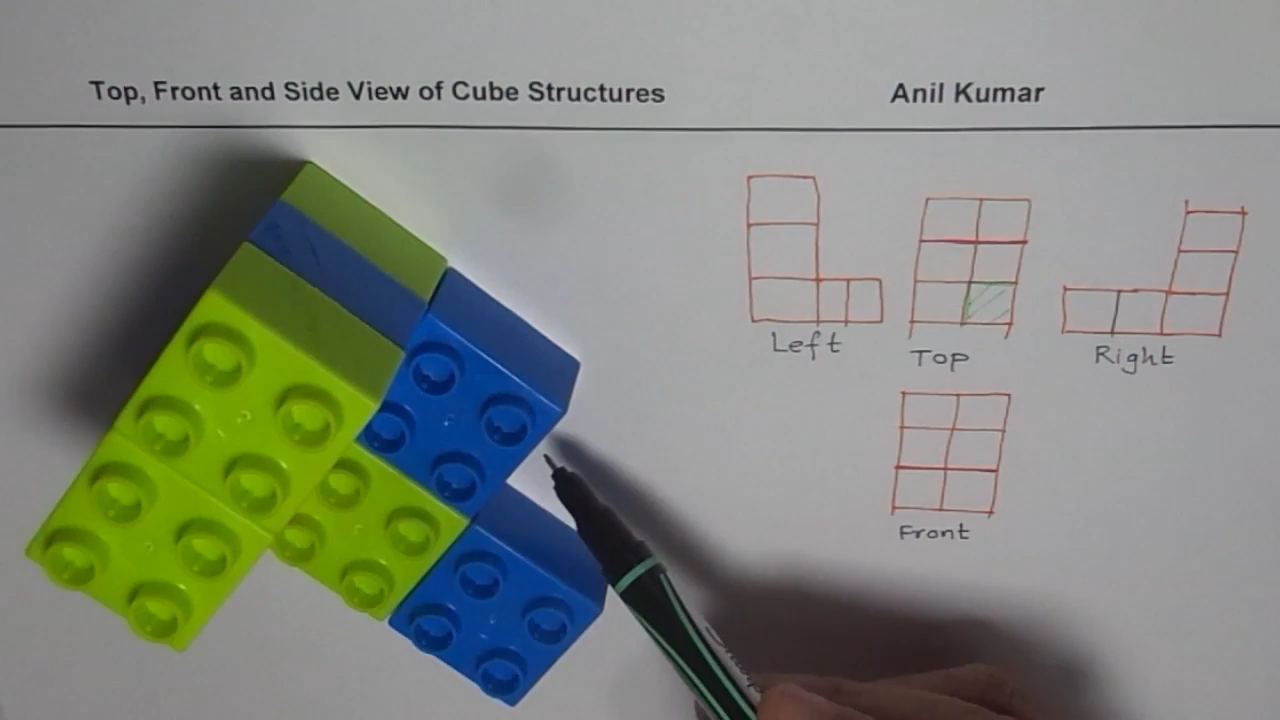 Top, Front and Side View of Cube Structures
Anil Kumar
Left
Top
Right
Front